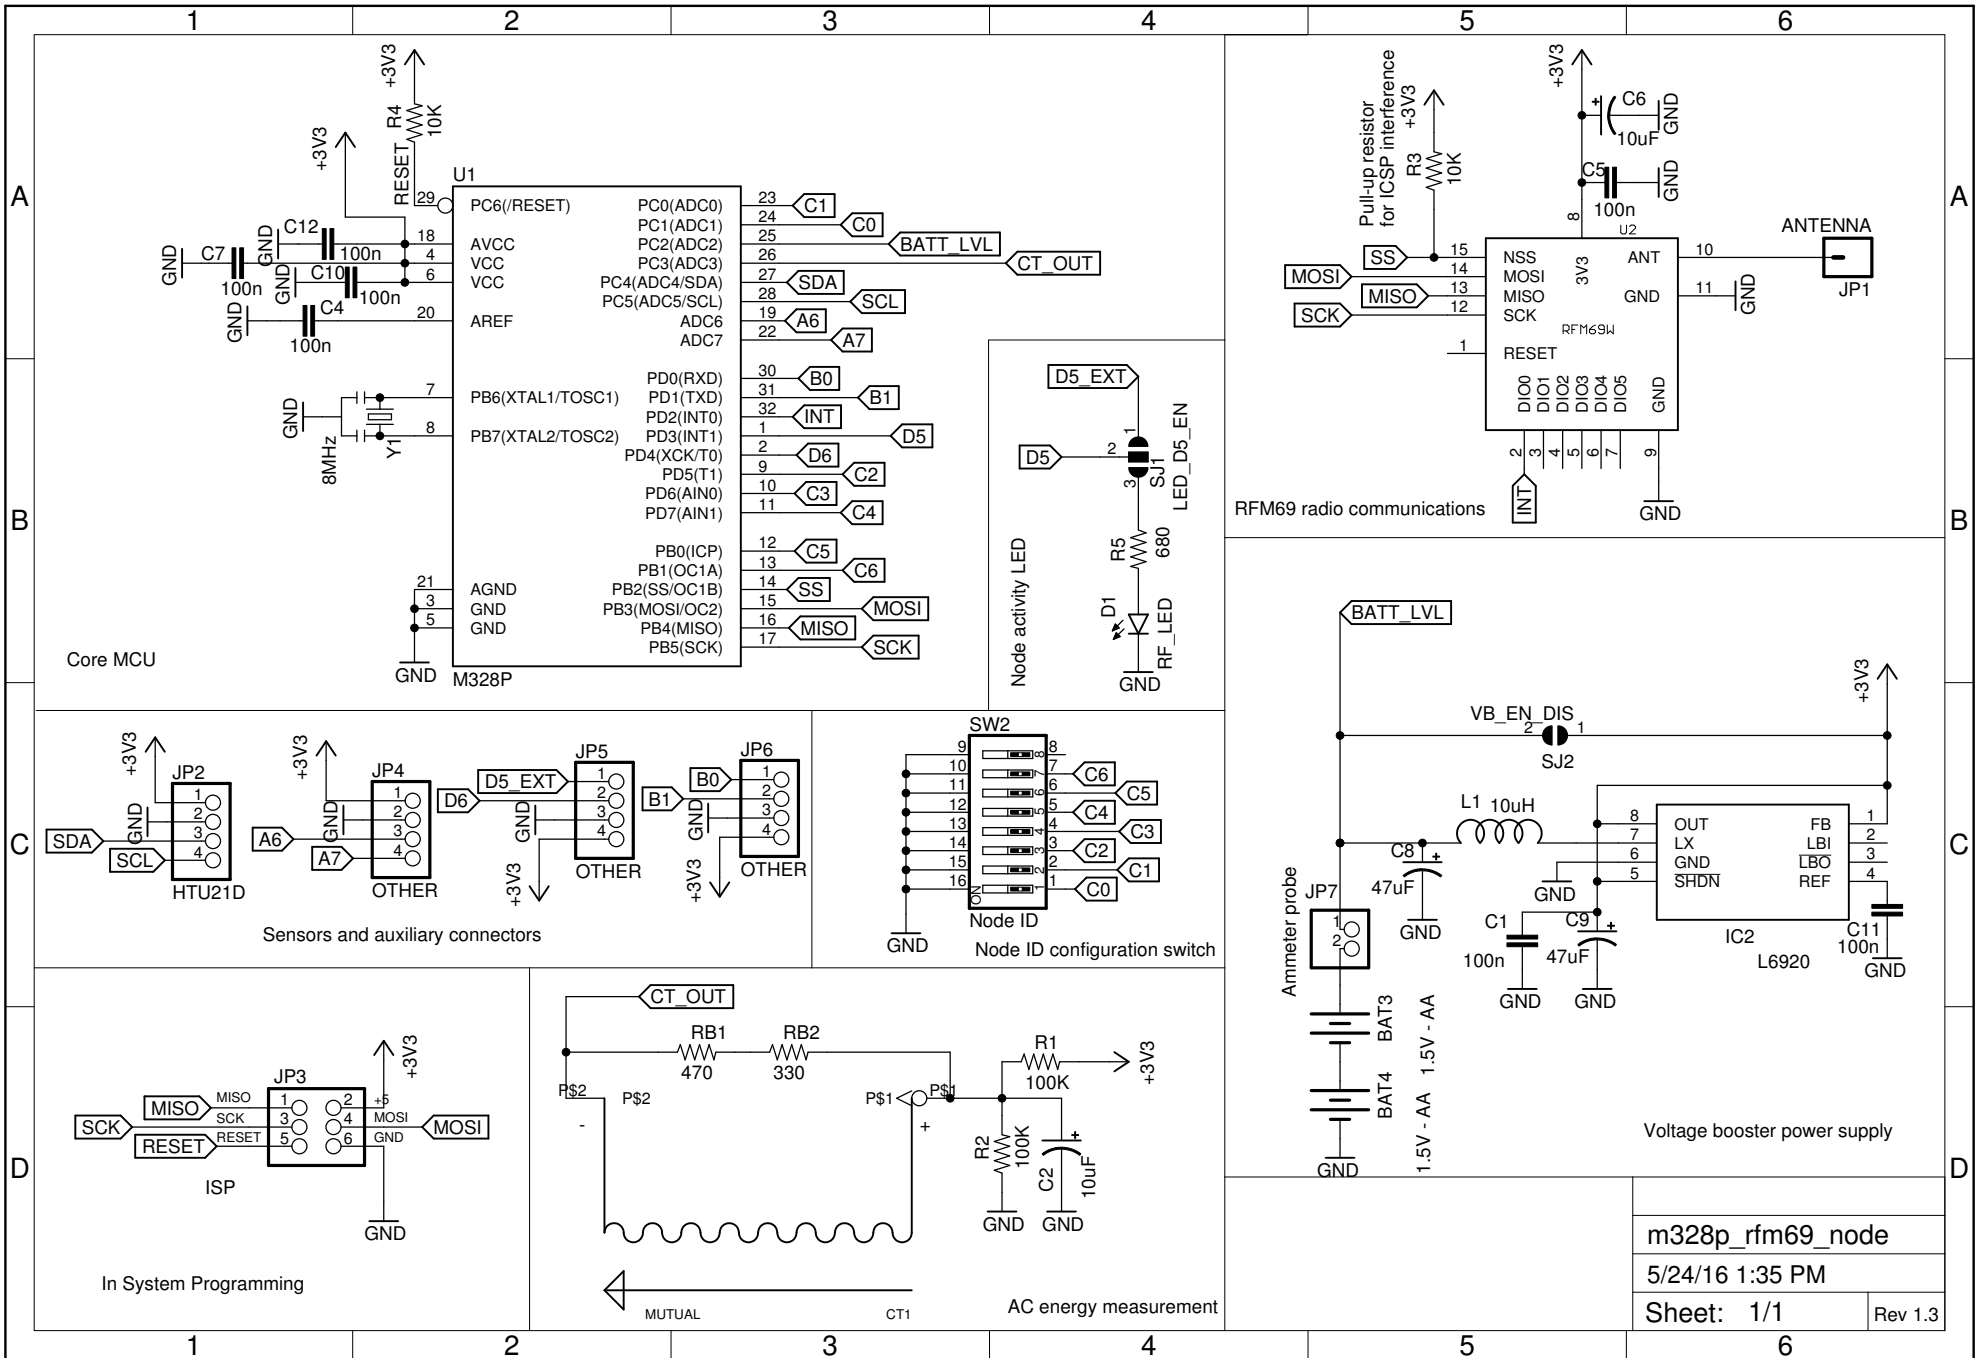 1 2 3 4 5 6
A
B
C
D
+3V3
R4
10K
RESET
+3V3
U1
29 PC6(/RESET)
C12
GND
100n
18 AVCC
C7
GND
100n
4 VCC
C10
GND
100n
6 VCC
C4
GND
100n
20 AREF
7 PB6(XTAL1/TOSC1)
8 PB7(XTAL2/TOSC2)
GND
8MHz
Y1
21 AGND
3 GND
5 GND
GND
M328P
Core MCU
PC0(ADC0) 23 C1
PC1(ADC1) 24 C0
PC2(ADC2) 25 BATT_LVL
PC3(ADC3) 26 CT_OUT
PC4(ADC4/SDA) 27 SDA
PC5(ADC5/SCL) 28 SCL
ADC6 19 A6
ADC7 22 A7
PD0(RXD) 30 B0
PD1(TXD) 31 B1
PD2(INT0) 32 INT
PD3(INT1) 1 D5
PD4(XCK/T0) 2 D6
PD5(T1) 9 C2
PD6(AIN0) 10 C3
PD7(AIN1) 11 C4
PB0(ICP) 12 C5
PB1(OC1A) 13 C6
PB2(SS/OC1B) 14 SS
PB3(MOSI/OC2) 15 MOSI
PB4(MISO) 16 MISO
PB5(SCK) 17 SCK
D5_EXT
D5
1
2
3
SJ1
LED_D5_EN
R5
680
D1
RF_LED
GND
Node activity LED
Pull-up resistor
for ICSP interference
+3V3
R3
10K
+3V3
C6
10uF
GND
C5
100n
GND
8
U2
SS 15 NSS
MOSI 14 MOSI
MISO 13 MISO
SCK 12 SCK
1 RESET
3V3
RFM69W
ANT 10
GND 11 GND
ANTENNA
JP1
DIO0 DIO1 DIO2 DIO3 DIO4 DIO5 GND
2 3 4 5 6 7 9
INT
GND
RFM69 radio communications
BATT_LVL
+3V3
VB_EN_DIS
2 1
SJ2
L1 10uH
C8
47uF
GND
8 OUT
7 LX
6 GND
5 SHDN
FB 1
LBI 2
LBO 3
REF 4
GND
C1
100n
GND
C9
47uF
GND
IC2
L6920
C11
100n
GND
JP7
1
2
Ammeter probe
BAT3
1.5V - AA
BAT4
1.5V - AA
GND
Voltage booster power supply
+3V3
JP2
1
2
3
4
GND
SDA
SCL
HTU21D
+3V3
JP4
1
2
3
4
GND
A6
A7
OTHER
JP5
D5_EXT 1
D6 2
GND 3
4
+3V3
OTHER
JP6
B0 1
B1 2
GND 3
4
+3V3
OTHER
Sensors and auxiliary connectors
SW2
9 8 8
10 7 7 C6
11 6 6 C5
12 5 5 C4
13 4 4 C3
14 3 3 C2
15 2 2 C1
16 ON 1 1 C0
GND
Node ID
Node ID configuration switch
JP3
+3V3
MISO MISO 1 2 +5
SCK SCK 3 4 MOSI MOSI
RESET RESET 5 6 GND
ISP
GND
In System Programming
CT_OUT
RB1
470
RB2
330
P$2 P$2
-
P$1 P$1
+
R1
100K
+3V3
R2
100K
C2
10uF
GND GND
MUTUAL
CT1
AC energy measurement
m328p_rfm69_node
5/24/16 1:35 PM
Sheet: 1/1
Rev 1.3
A
B
C
D
1 2 3 4 5 6